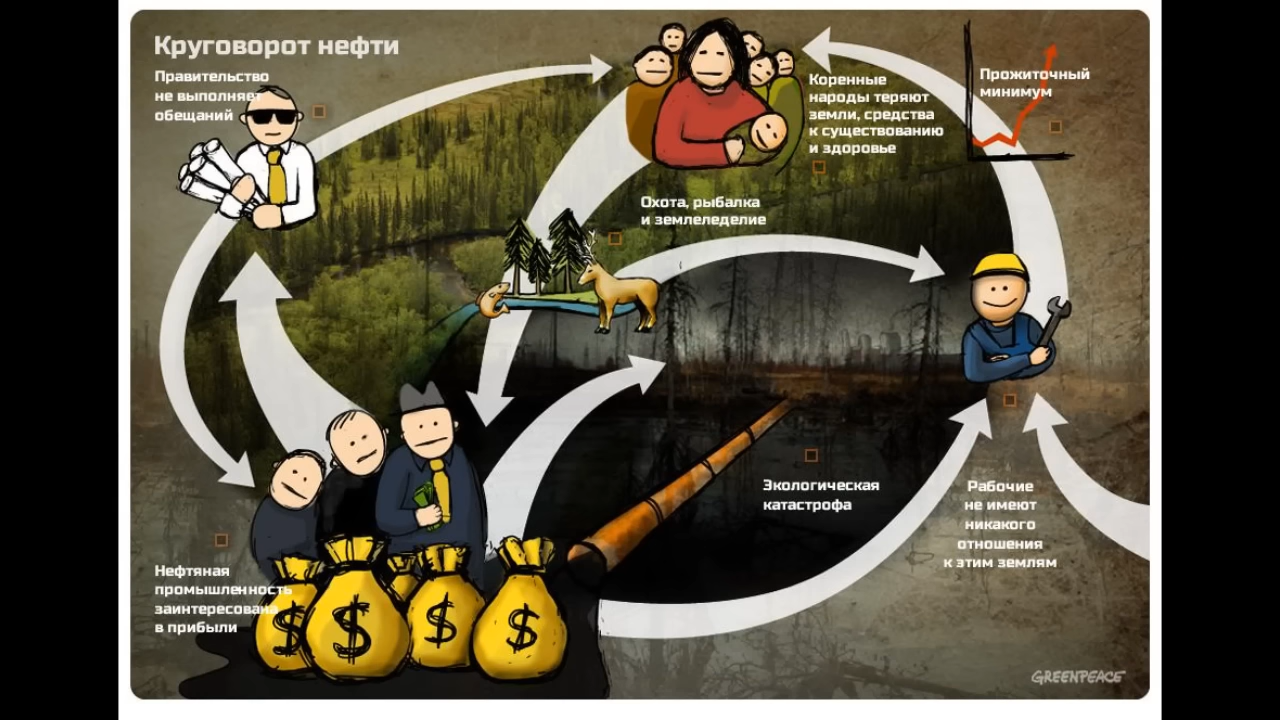 Круговорот нефти
Правительство
не выполняет
обещаний
Коренные
народы теряют
земли, средства
к существованию
и здоровье
Прожиточный
минимум
Охота, рыбалка
и землеледелие
Экологическая
катастрофа
Рабочие
не имеют
никакого
отношения
к этим землям
Нефтяная
промышленность
заинтересована
в прибыли
$ $ $ $
GREENPEACE